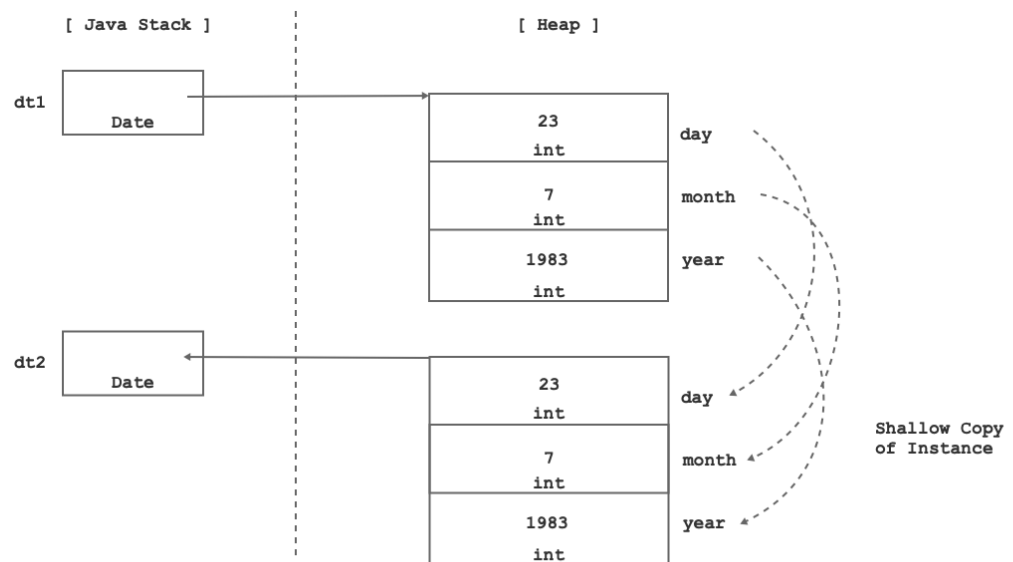 [ Java Stack ]
[ Heap ]
dt1
Date
23
int
day
7
int
month
1983
int
year
dt2
Date
23
int
day
7
int
month
1983
int
year
Shallow Copy
of Instance